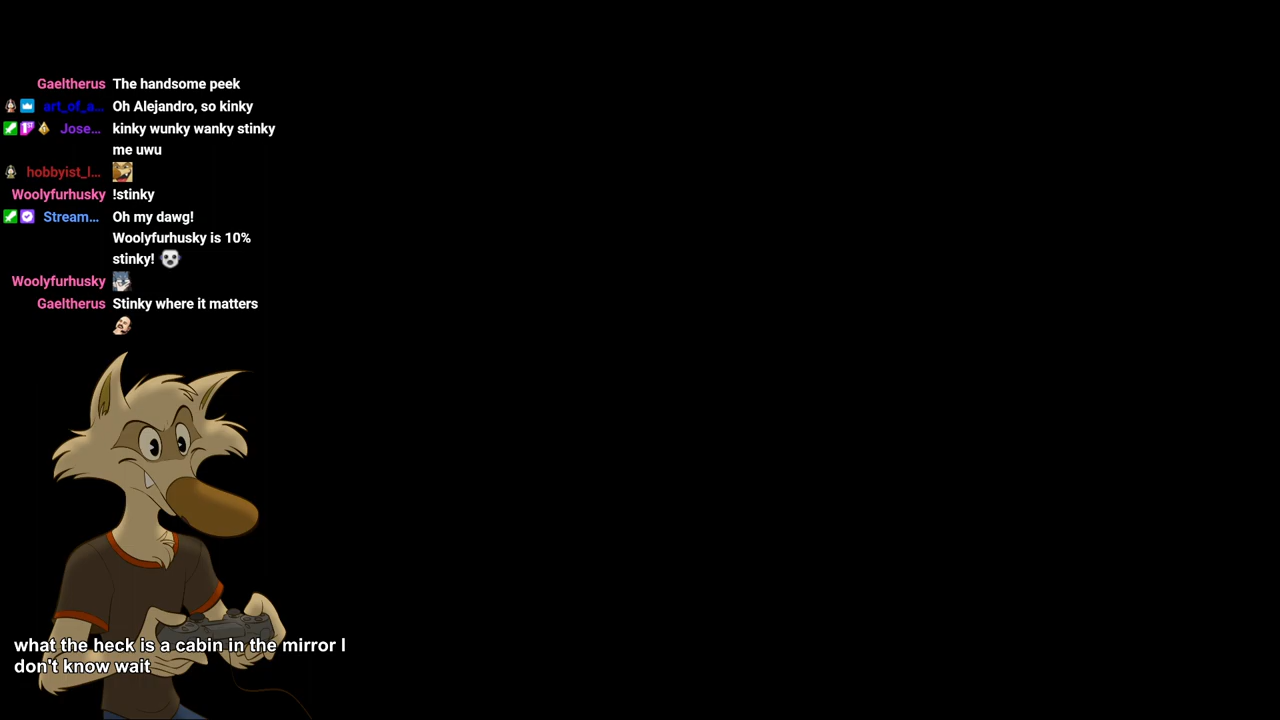 Gaeltherus The handsome peek
art_of_a... Oh Alejandro, so kinky
Jose... kinky wunky wanky stinky
me uwu
hobbyist_l...
Woolyfurhusky !stinky
Stream... Oh my dawg!
Woolyfurhusky is 10%
stinky!
Woolyfurhusky
Gaeltherus Stinky where it matters
what the heck is a cabin in the mirror I
don't know wait